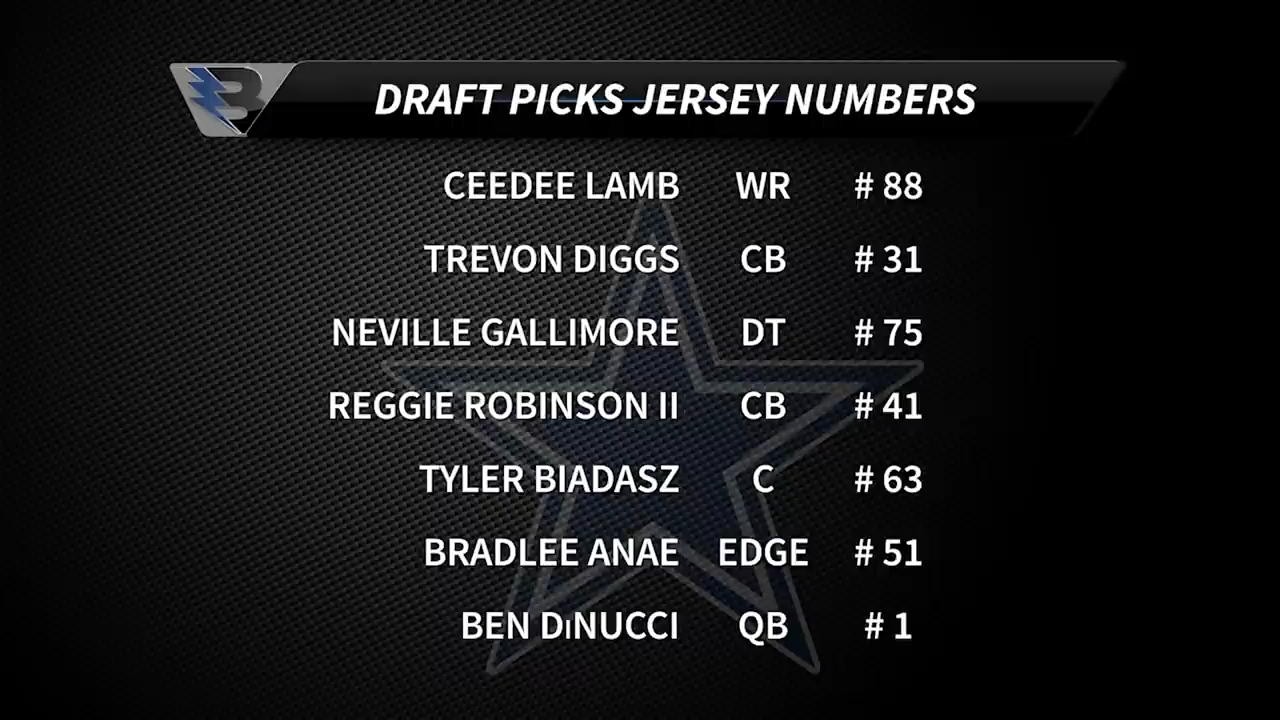 B DRAFT PICKS JERSEY NUMBERS
CEEDEE LAMB WR # 88
TREVON DIGGS CB # 31
NEVILLE GALLIMORE DT # 75
REGGIE ROBINSON II CB # 41
TYLER BIADASZ C # 63
BRADLEE ANAE EDGE # 51
BEN DiNUCCI QB # 1